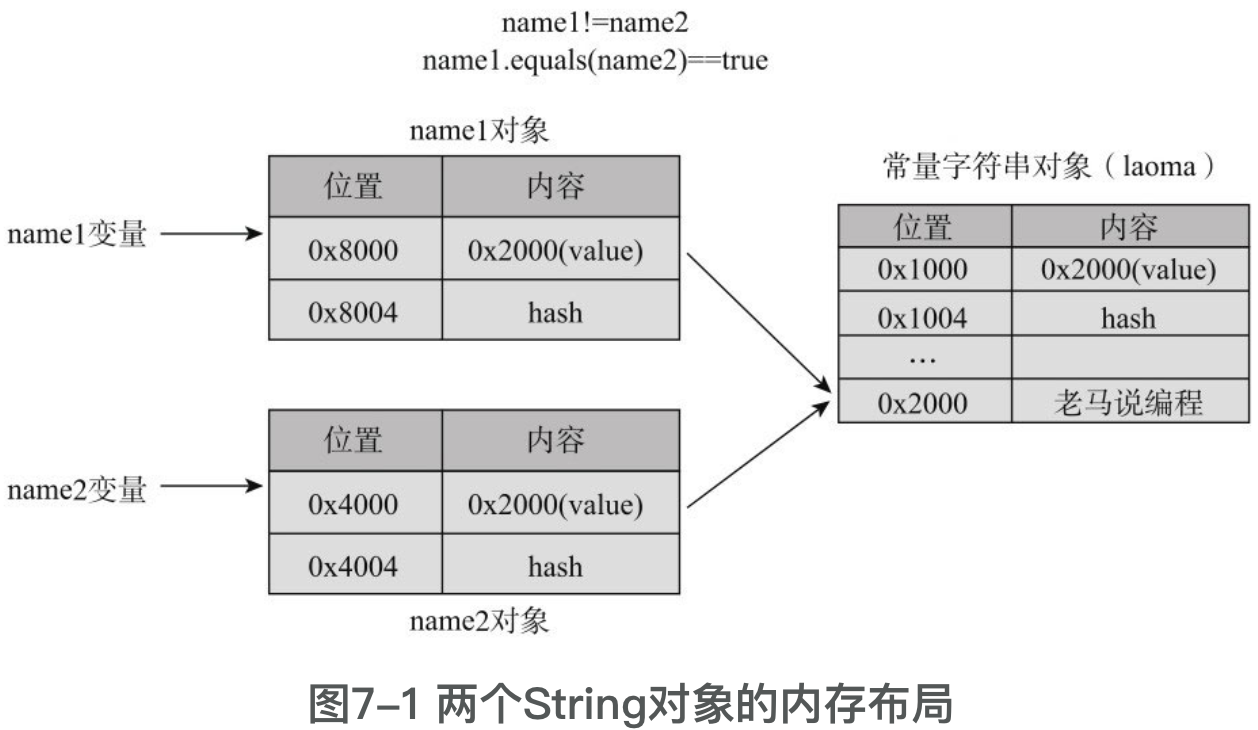 name1!=name2
name1.equals(name2)==true
name1对象
位置 内容
name1变量
0x8000 0x2000(value)
0x8004 hash
常量字符串对象（laoma）
位置 内容
0x1000 0x2000(value)
0x1004 hash
…
0x2000 老马说编程
位置 内容
name2变量
0x4000 0x2000(value)
0x4004 hash
name2对象
图7–1 两个String对象的内存布局